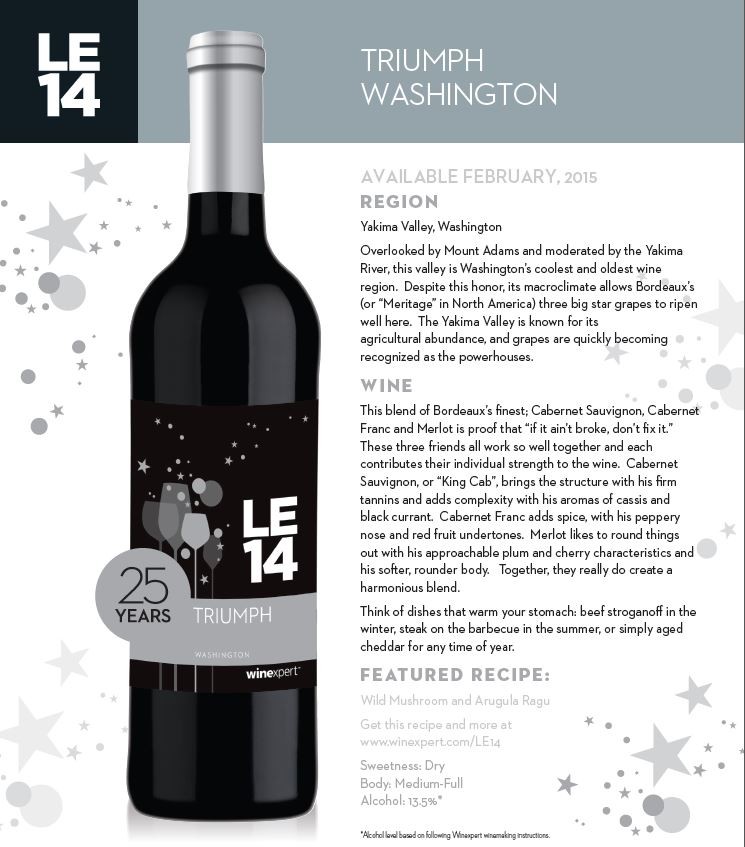 LE
14
TRIUMPH
WASHINGTON
AVAILABLE FEBRUARY, 2015
REGION
Yakima Valley, Washington
Overlooked by Mount Adams and moderated by the Yakima
River, this valley is Washington's coolest and oldest wine
region.  Despite this honor, its macroclimate allows Bordeaux's
(or "Meritage" in North America) three big star grapes to ripen
well here.  The Yakima Valley is known for its
agricultural abundance, and grapes are quickly becoming
recognized as the powerhouses.
WINE
This blend of Bordeaux's finest; Cabernet Sauvignon, Cabernet
Franc and Merlot is proof that "if it ain't broke, don't fix it."
These three friends all work so well together and each
contributes their individual strength to the wine.  Cabernet
Sauvignon, or "King Cab", brings the structure with his firm
tannins and adds complexity with his aromas of cassis and
black currant.  Cabernet Franc adds spice, with his peppery
nose and red fruit undertones.  Merlot likes to round things
out with his approachable plum and cherry characteristics and
his softer, rounder body.   Together, they really do create a
harmonious blend.
Think of dishes that warm your stomach: beef stroganoff in the
winter, steak on the barbecue in the summer, or simply aged
cheddar for any time of year.
FEATURED RECIPE:
Wild Mushroom and Arugula Ragu
Get this recipe and more at
www.winexpert.com/LE14
Sweetness: Dry
Body: Medium-Full
Alcohol: 13.5%*
*Alcohol level based on following Winexpert winemaking instructions.
LE
14
25
YEARS
TRIUMPH
WASHINGTON
winexpert™